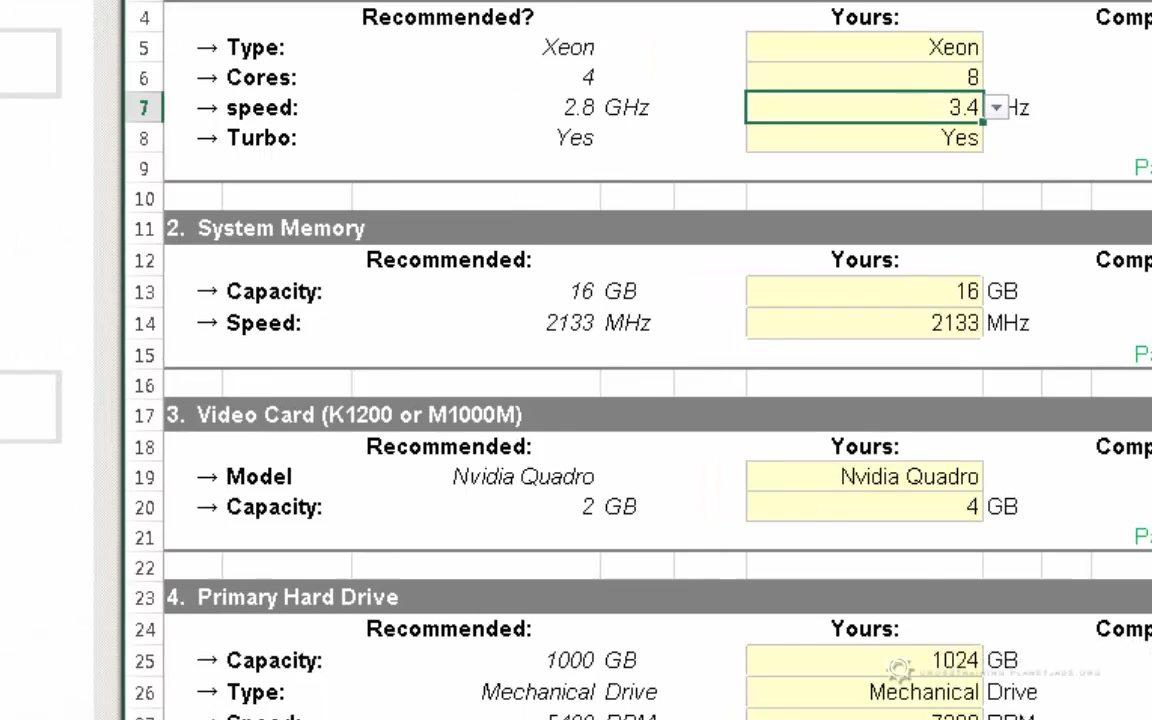 4 Recommended? Yours: Comp
5 → Type: Xeon Xeon
6 → Cores: 4 8
7 → speed: 2.8 GHz 3.4 Hz
8 → Turbo: Yes Yes
9 Pa
10
11 2. System Memory
12 Recommended: Yours: Comp
13 → Capacity: 16 GB 16 GB
14 → Speed: 2133 MHz 2133 MHz
15 Pa
16
17 3. Video Card (K1200 or M1000M)
18 Recommended: Yours: Comp
19 → Model Nvidia Quadro Nvidia Quadro
20 → Capacity: 2 GB 4 GB
21 Pa
22
23 4. Primary Hard Drive
24 Recommended: Yours: Comp
25 → Capacity: 1000 GB 1024 GB
26 → Type: Mechanical Drive Mechanical Drive